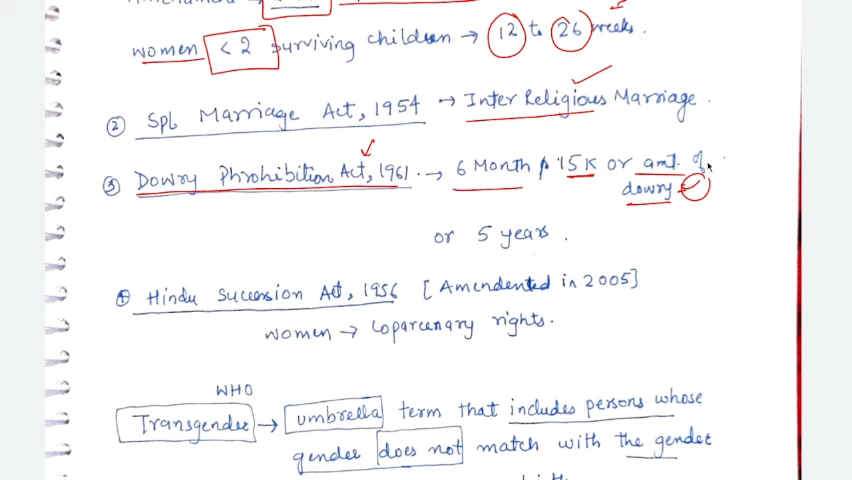 women < 2 surviving children → 12 to 26 weeks.
② Spl Marriage Act, 1954 → Inter Religious Marriage.
③ Dowry Phrohibition Act, 1961. → 6 Month / 15K or amt. of
dowry
or 5 years.
④ Hindu Sucession Act, 1956 [Amendented in 2005]
women → coparcenary rights.
WHO
Transgender → umbrella term that includes persons whose
gender does not match with the gender